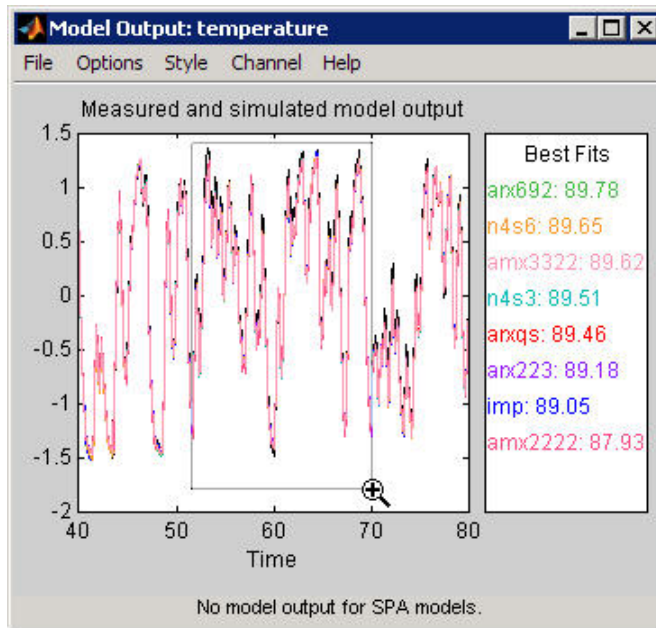 Model Output: temperature
File Options Style Channel Help
Measured and simulated model output
1.5
1
0.5
0
-0.5
-1
-1.5
-2
40 50 60 70 80
Time
Best Fits
arx692: 89.78
n4s6: 89.65
amx3322: 89.62
n4s3: 89.51
arxqs: 89.46
arx223: 89.18
imp: 89.05
amx2222: 87.93
No model output for SPA models.